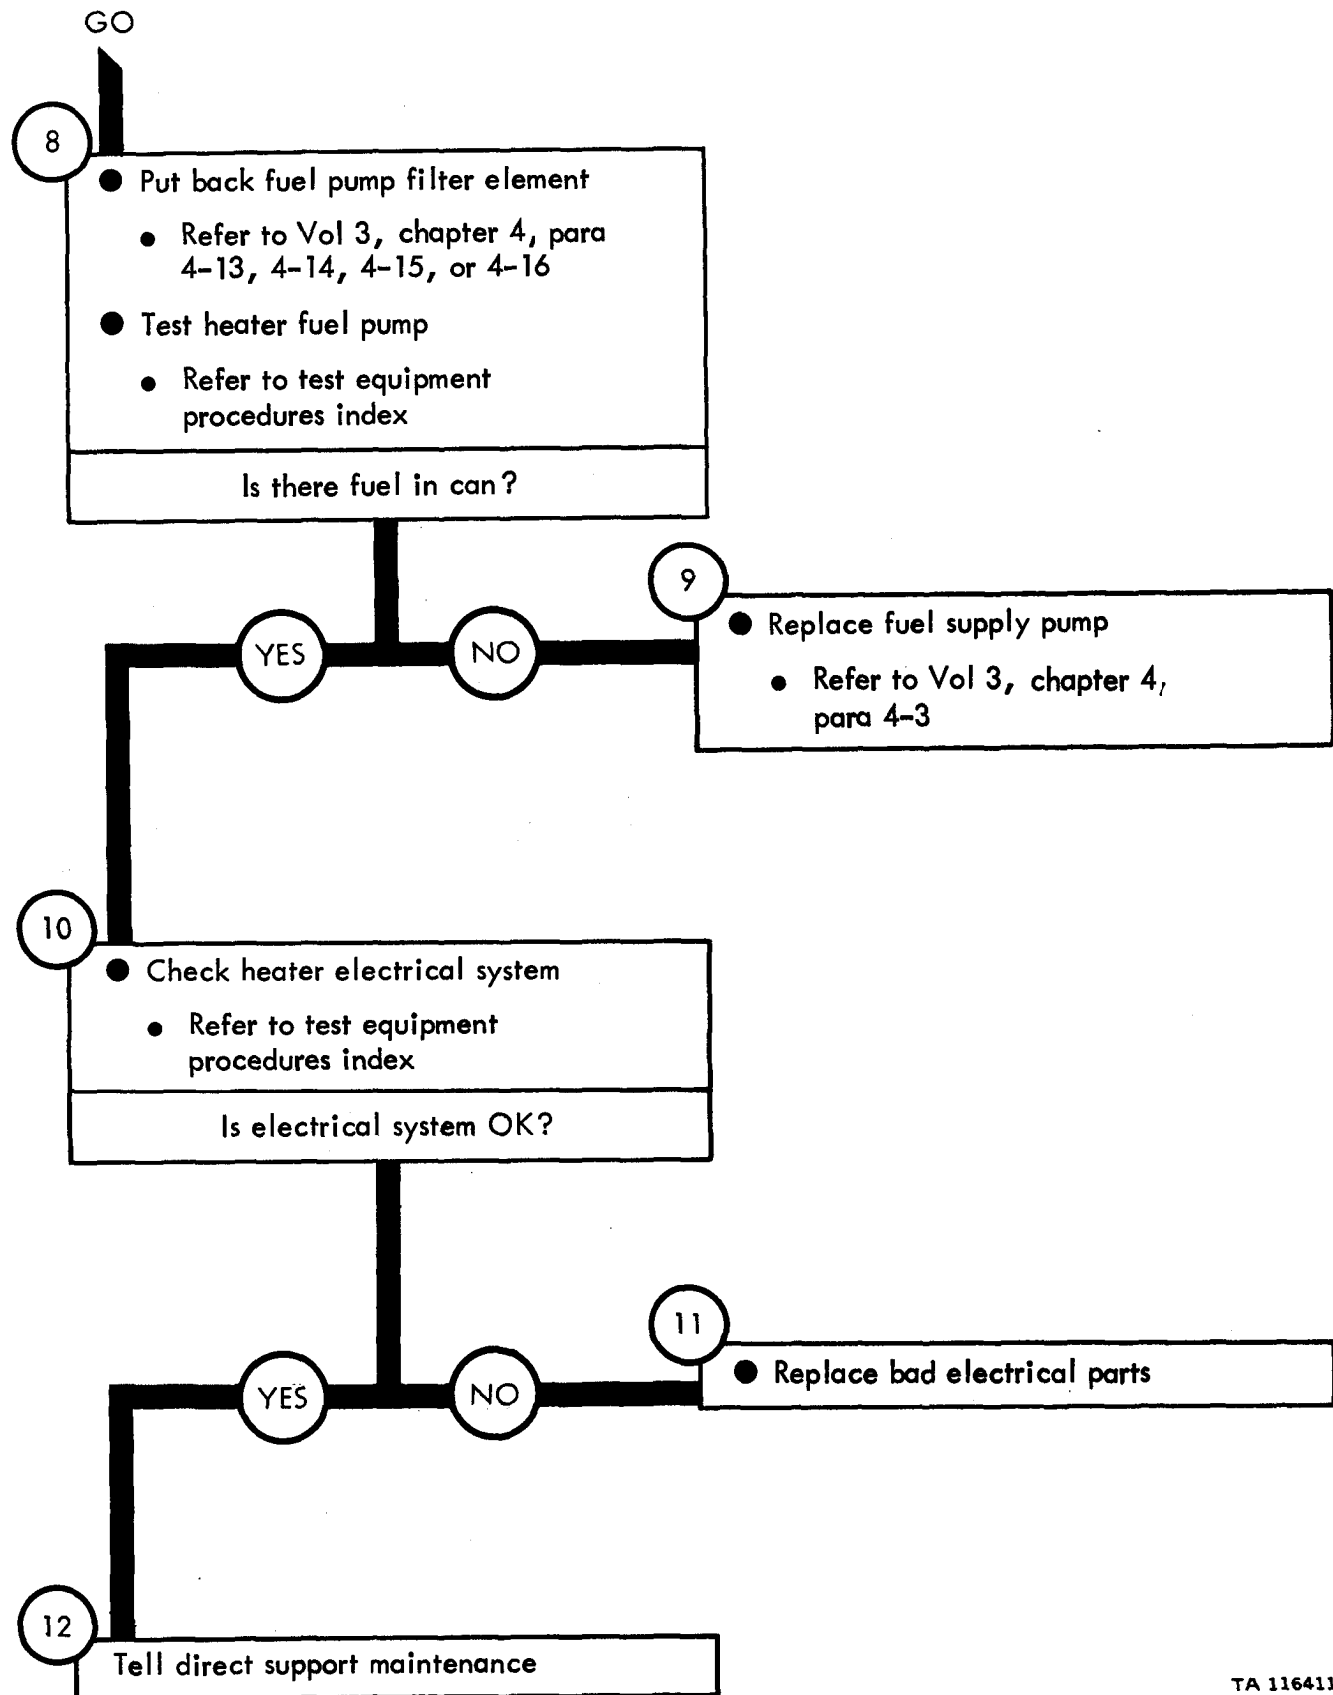 GO
8
● Put back fuel pump filter element
● Refer to Vol 3, chapter 4, para
4-13, 4-14, 4-15, or 4-16
● Test heater fuel pump
● Refer to test equipment
procedures index
Is there fuel in can?
YES
NO
9
● Replace fuel supply pump
● Refer to Vol 3, chapter 4,
para 4-3
10
● Check heater electrical system
● Refer to test equipment
procedures index
Is electrical system OK?
YES
NO
11
● Replace bad electrical parts
12
Tell direct support maintenance
TA 116411